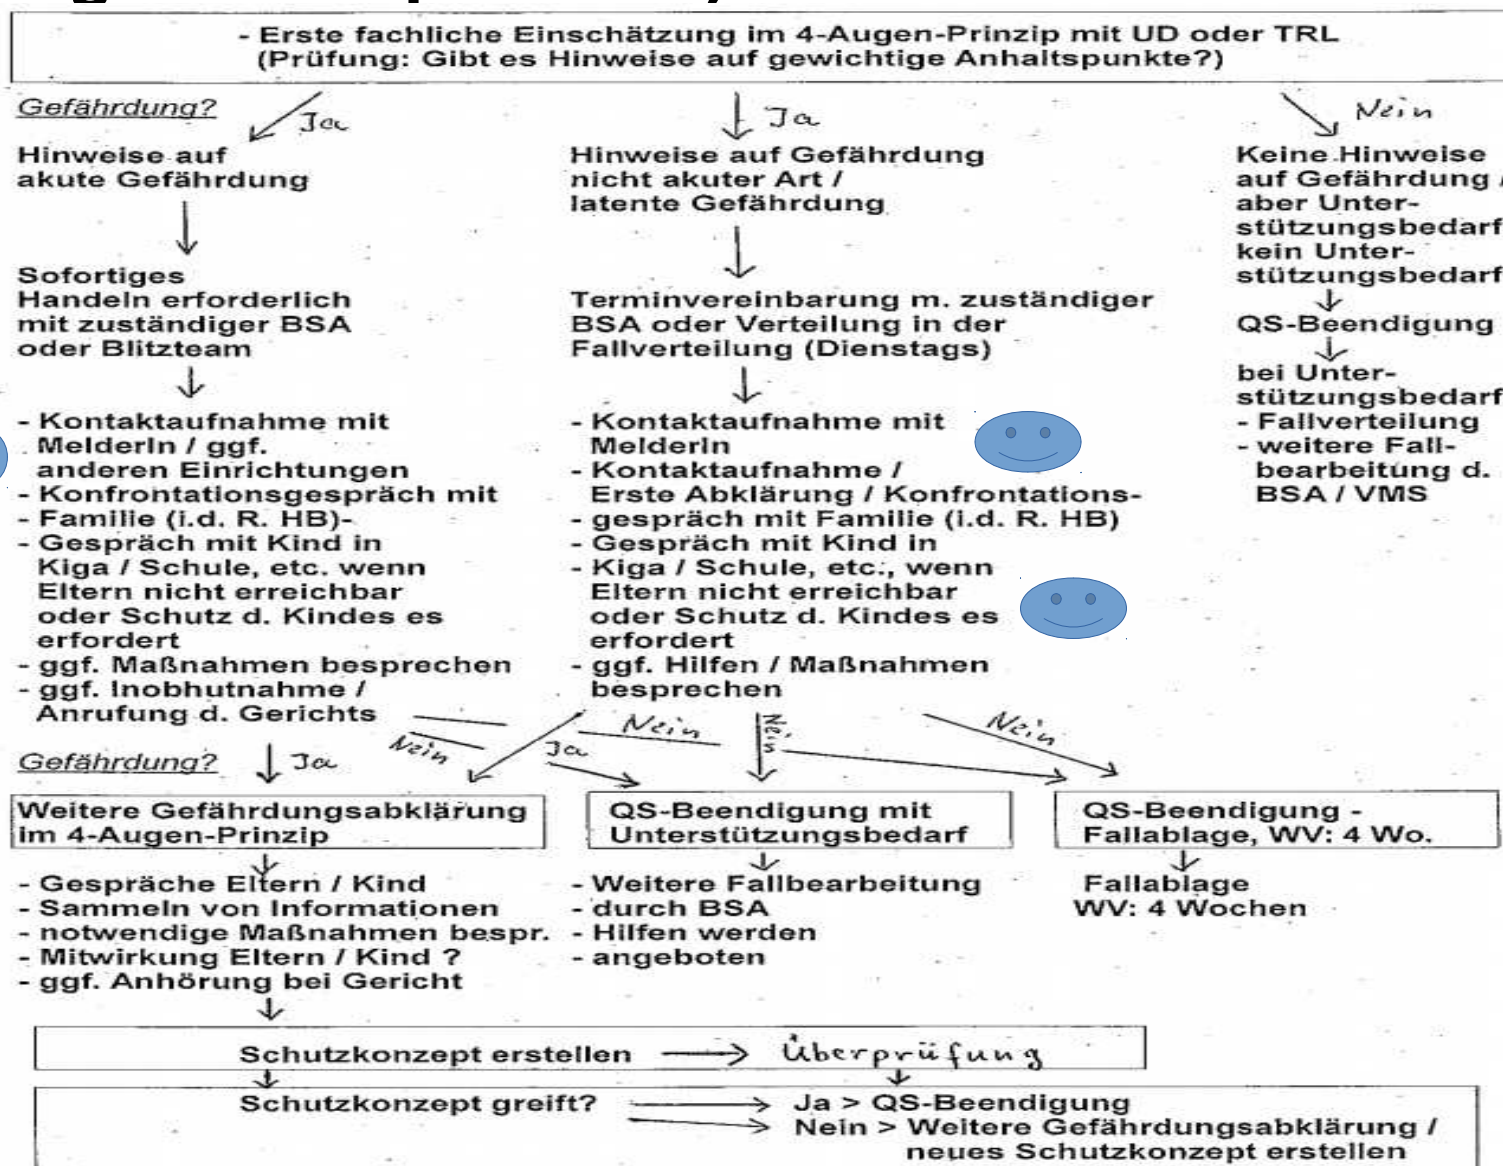 - Erste fachliche Einschätzung im 4-Augen-Prinzip mit UD oder TRL
(Prüfung: Gibt es Hinweise auf gewichtige Anhaltspunkte?)
Gefährdung?
Ja
Ja
Nein
Hinweise auf
akute Gefährdung
Sofortiges
Handeln erforderlich
mit zuständiger BSA
oder Blitzteam
- Kontaktaufnahme mit
MelderIn / ggf.
anderen Einrichtungen
- Konfrontationsgespräch mit
- Familie (i.d. R. HB)-
- Gespräch mit Kind in
Kiga / Schule, etc. wenn
Eltern nicht erreichbar
oder Schutz d. Kindes es
erfordert
- ggf. Maßnahmen besprechen
- ggf. Inobhutnahme /
Anrufung d. Gerichts
Hinweise auf Gefährdung
nicht akuter Art /
latente Gefährdung
Terminvereinbarung m. zuständiger
BSA oder Verteilung in der
Fallverteilung (Dienstags)
- Kontaktaufnahme mit
MelderIn
- Kontaktaufnahme /
Erste Abklärung / Konfrontations-
- gespräch mit Familie (i.d. R. HB)
- Gespräch mit Kind in
- Kiga / Schule, etc., wenn
Eltern nicht erreichbar
oder Schutz d. Kindes es
erfordert
- ggf. Hilfen / Maßnahmen
besprechen
Keine Hinweise
auf Gefährdung /
aber Unter-
stützungsbedarf
kein Unter-
stützungsbedarf
QS-Beendigung
bei Unter-
stützungsbedarf
- Fallverteilung
- weitere Fall-
bearbeitung d.
BSA / VMS
Gefährdung?
Ja
Nein
Ja
Nein
Nein
Nein
Weitere Gefährdungsabklärung
im 4-Augen-Prinzip
- Gespräche Eltern / Kind
- Sammeln von Informationen
- notwendige Maßnahmen bespr.
- Mitwirkung Eltern / Kind ?
- ggf. Anhörung bei Gericht
QS-Beendigung mit
Unterstützungsbedarf
- Weitere Fallbearbeitung
- durch BSA
- Hilfen werden
- angeboten
QS-Beendigung -
Fallablage, WV: 4 Wo.
Fallablage
WV: 4 Wochen
Schutzkonzept erstellen
Überprüfung
Schutzkonzept greift?
Ja > QS-Beendigung
Nein > Weitere Gefährdungsabklärung /
neues Schutzkonzept erstellen